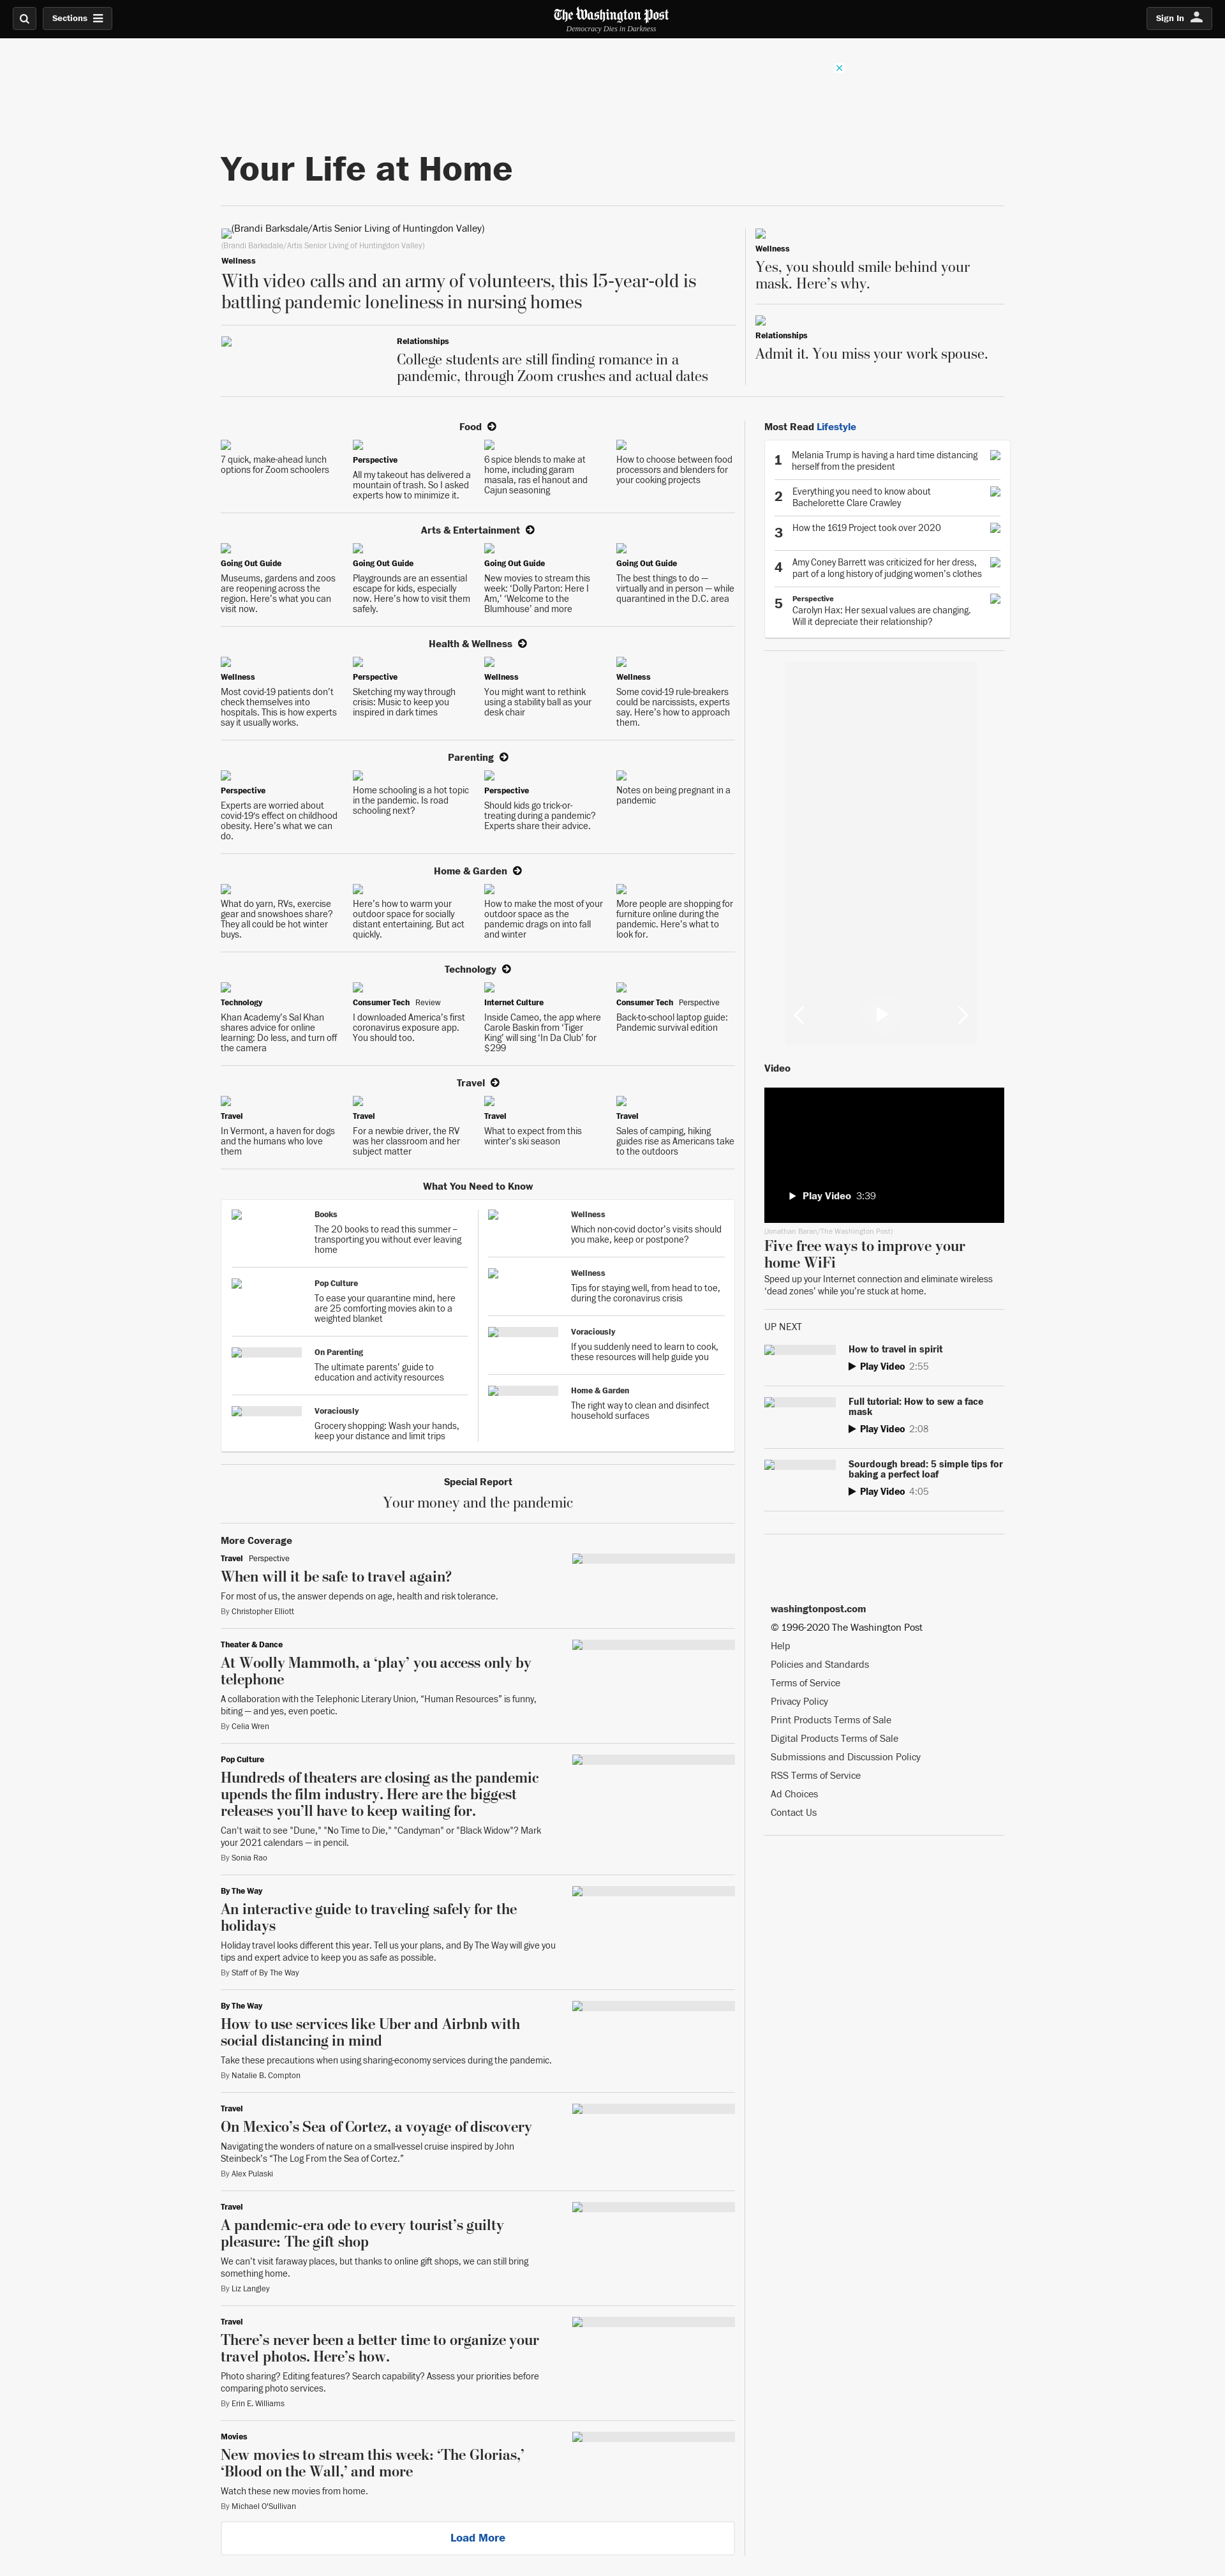 Sections
The Washington Post
Democracy Dies in Darkness
Sign In
Your Life at Home
(Brandi Barksdale/Artis Senior Living of Huntingdon Valley)
(Brandi Barksdale/Artis Senior Living of Huntingdon Valley)
Wellness
With video calls and an army of volunteers, this 15-year-old is
battling pandemic loneliness in nursing homes
Relationships
College students are still finding romance in a
pandemic, through Zoom crushes and actual dates
Wellness
Yes, you should smile behind your
mask. Here’s why.
Relationships
Admit it. You miss your work spouse.
Food
7 quick, make-ahead lunch
options for Zoom schoolers
Perspective
All my takeout has delivered a
mountain of trash. So I asked
experts how to minimize it.
6 spice blends to make at
home, including garam
masala, ras el hanout and
Cajun seasoning
How to choose between food
processors and blenders for
your cooking projects
Arts & Entertainment
Going Out Guide
Museums, gardens and zoos
are reopening across the
region. Here’s what you can
visit now.
Going Out Guide
Playgrounds are an essential
escape for kids, especially
now. Here’s how to visit them
safely.
Going Out Guide
New movies to stream this
week: ‘Dolly Parton: Here I
Am,’ ‘Welcome to the
Blumhouse’ and more
Going Out Guide
The best things to do —
virtually and in person — while
quarantined in the D.C. area
Health & Wellness
Wellness
Most covid-19 patients don’t
check themselves into
hospitals. This is how experts
say it usually works.
Perspective
Sketching my way through
crisis: Music to keep you
inspired in dark times
Wellness
You might want to rethink
using a stability ball as your
desk chair
Wellness
Some covid-19 rule-breakers
could be narcissists, experts
say. Here’s how to approach
them.
Parenting
Perspective
Experts are worried about
covid-19's effect on childhood
obesity. Here’s what we can
do.
Home schooling is a hot topic
in the pandemic. Is road
schooling next?
Perspective
Should kids go trick-or-
treating during a pandemic?
Experts share their advice.
Notes on being pregnant in a
pandemic
Home & Garden
What do yarn, RVs, exercise
gear and snowshoes share?
They all could be hot winter
buys.
Here’s how to warm your
outdoor space for socially
distant entertaining. But act
quickly.
How to make the most of your
outdoor space as the
pandemic drags on into fall
and winter
More people are shopping for
furniture online during the
pandemic. Here’s what to
look for.
Technology
Technology
Khan Academy’s Sal Khan
shares advice for online
learning: Do less, and turn off
the camera
Consumer Tech Review
I downloaded America’s first
coronavirus exposure app.
You should too.
Internet Culture
Inside Cameo, the app where
Carole Baskin from ‘Tiger
King’ will sing ‘In Da Club’ for
$299
Consumer Tech Perspective
Back-to-school laptop guide:
Pandemic survival edition
Travel
Travel
In Vermont, a haven for dogs
and the humans who love
them
Travel
For a newbie driver, the RV
was her classroom and her
subject matter
Travel
What to expect from this
winter’s ski season
Travel
Sales of camping, hiking
guides rise as Americans take
to the outdoors
What You Need to Know
Books
The 20 books to read this summer –
transporting you without ever leaving
home
Pop Culture
To ease your quarantine mind, here
are 25 comforting movies akin to a
weighted blanket
On Parenting
The ultimate parents’ guide to
education and activity resources
Voraciously
Grocery shopping: Wash your hands,
keep your distance and limit trips
Wellness
Which non-covid doctor’s visits should
you make, keep or postpone?
Wellness
Tips for staying well, from head to toe,
during the coronavirus crisis
Voraciously
If you suddenly need to learn to cook,
these resources will help guide you
Home & Garden
The right way to clean and disinfect
household surfaces
Special Report
Your money and the pandemic
More Coverage
Travel Perspective
When will it be safe to travel again?
For most of us, the answer depends on age, health and risk tolerance.
By Christopher Elliott
Theater & Dance
At Woolly Mammoth, a ‘play’ you access only by
telephone
A collaboration with the Telephonic Literary Union, “Human Resources” is funny,
biting — and yes, even poetic.
By Celia Wren
Pop Culture
Hundreds of theaters are closing as the pandemic
upends the film industry. Here are the biggest
releases you’ll have to keep waiting for.
Can't wait to see "Dune," "No Time to Die," "Candyman" or "Black Widow"? Mark
your 2021 calendars — in pencil.
By Sonia Rao
By The Way
An interactive guide to traveling safely for the
holidays
Holiday travel looks different this year. Tell us your plans, and By The Way will give you
tips and expert advice to keep you as safe as possible.
By Staff of By The Way
By The Way
How to use services like Uber and Airbnb with
social distancing in mind
Take these precautions when using sharing-economy services during the pandemic.
By Natalie B. Compton
Travel
On Mexico’s Sea of Cortez, a voyage of discovery
Navigating the wonders of nature on a small-vessel cruise inspired by John
Steinbeck’s “The Log From the Sea of Cortez.”
By Alex Pulaski
Travel
A pandemic-era ode to every tourist’s guilty
pleasure: The gift shop
We can’t visit faraway places, but thanks to online gift shops, we can still bring
something home.
By Liz Langley
Travel
There’s never been a better time to organize your
travel photos. Here’s how.
Photo sharing? Editing features? Search capability? Assess your priorities before
comparing photo services.
By Erin E. Williams
Movies
New movies to stream this week: ‘The Glorias,’
‘Blood on the Wall,’ and more
Watch these new movies from home.
By Michael O'Sullivan
Load More
Most Read Lifestyle
1
Melania Trump is having a hard time distancing
herself from the president
2
Everything you need to know about
Bachelorette Clare Crawley
3
How the 1619 Project took over 2020
4
Amy Coney Barrett was criticized for her dress,
part of a long history of judging women’s clothes
5
Perspective
Carolyn Hax: Her sexual values are changing.
Will it depreciate their relationship?
Video
Play Video 3:39
(Jonathan Baran/The Washington Post)
Five free ways to improve your
home WiFi
Speed up your Internet connection and eliminate wireless
‘dead zones’ while you’re stuck at home.
UP NEXT
How to travel in spirit
Play Video 2:55
Full tutorial: How to sew a face
mask
Play Video 2:08
Sourdough bread: 5 simple tips for
baking a perfect loaf
Play Video 4:05
washingtonpost.com
© 1996-2020 The Washington Post
Help
Policies and Standards
Terms of Service
Privacy Policy
Print Products Terms of Sale
Digital Products Terms of Sale
Submissions and Discussion Policy
RSS Terms of Service
Ad Choices
Contact Us